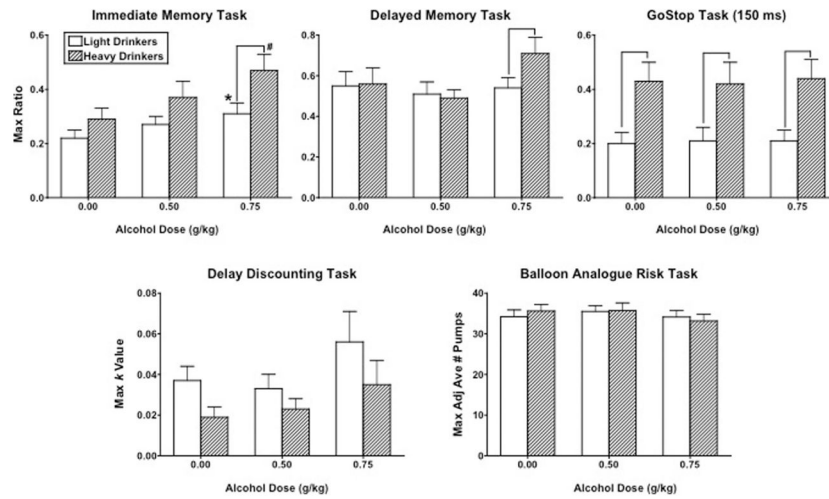 Immediate Memory Task
Light Drinkers
Heavy Drinkers
Max Ratio
0.6
0.4
0.2
0.0
*
#
0.00 0.50 0.75
Alcohol Dose (g/kg)
Delayed Memory Task
0.8
0.6
0.4
0.2
0.0
0.00 0.50 0.75
Alcohol Dose (g/kg)
GoStop Task (150 ms)
0.6
0.4
0.2
0.0
0.00 0.50 0.75
Alcohol Dose (g/kg)
Delay Discounting Task
Max k Value
0.08
0.06
0.04
0.02
0.00
0.00 0.50 0.75
Alcohol Dose (g/kg)
Balloon Analogue Risk Task
Max Adj Ave # Pumps
40
30
20
10
0
0.00 0.50 0.75
Alcohol Dose (g/kg)